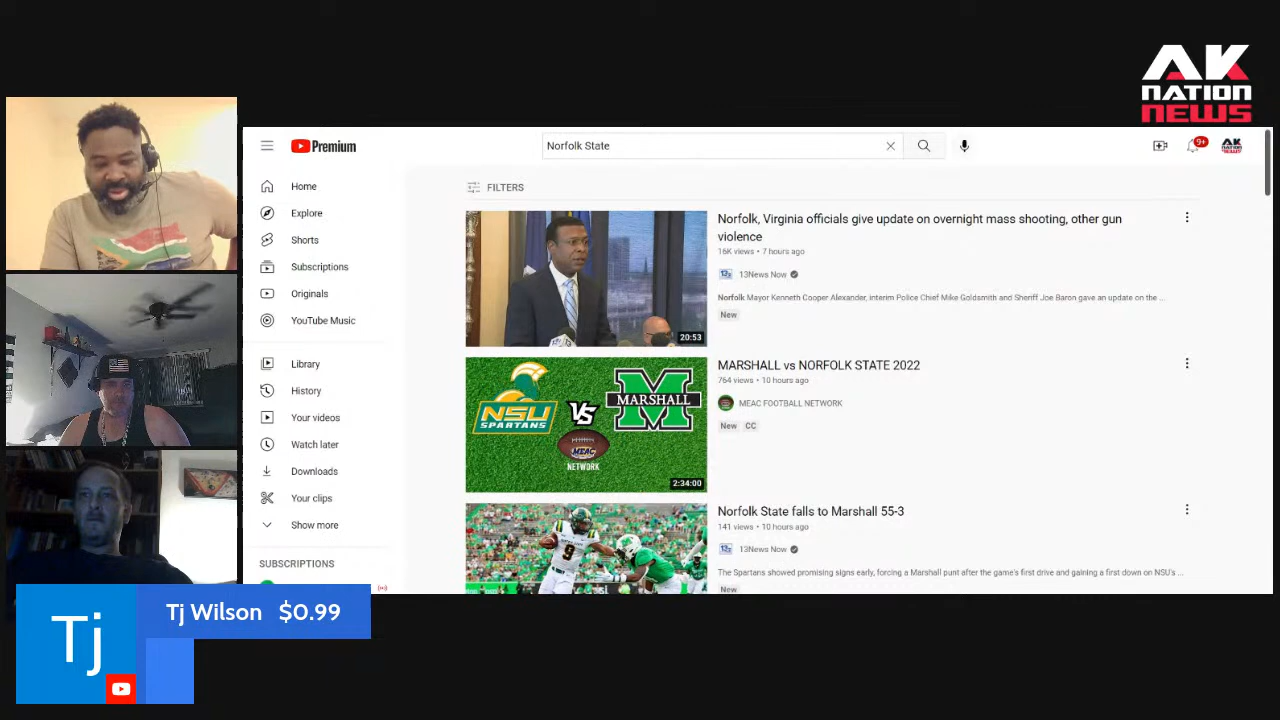 AK
NATION
NEWS
Premium
Norfolk State
9+
Home
Explore
Shorts
Subscriptions
Originals
YouTube Music
Library
History
Your videos
Watch later
Downloads
Your clips
Show more
SUBSCRIPTIONS
FILTERS
20:53
Norfolk, Virginia officials give update on overnight mass shooting, other gun
violence
16K views • 7 hours ago
13News Now
Norfolk Mayor Kenneth Cooper Alexander, interim Police Chief Mike Goldsmith and Sheriff Joe Baron gave an update on the ...
New
NSU
SPARTANS
VS
MARSHALL
MEAC
NETWORK
2:34:00
MARSHALL vs NORFOLK STATE 2022
764 views • 10 hours ago
MEAC FOOTBALL NETWORK
New CC
9
Norfolk State falls to Marshall 55-3
141 views • 10 hours ago
13News Now
The Spartans showed promising signs early, forcing a Marshall punt after the game's first drive and gaining a first down on NSU's ...
New
Tj
Tj Wilson $0.99